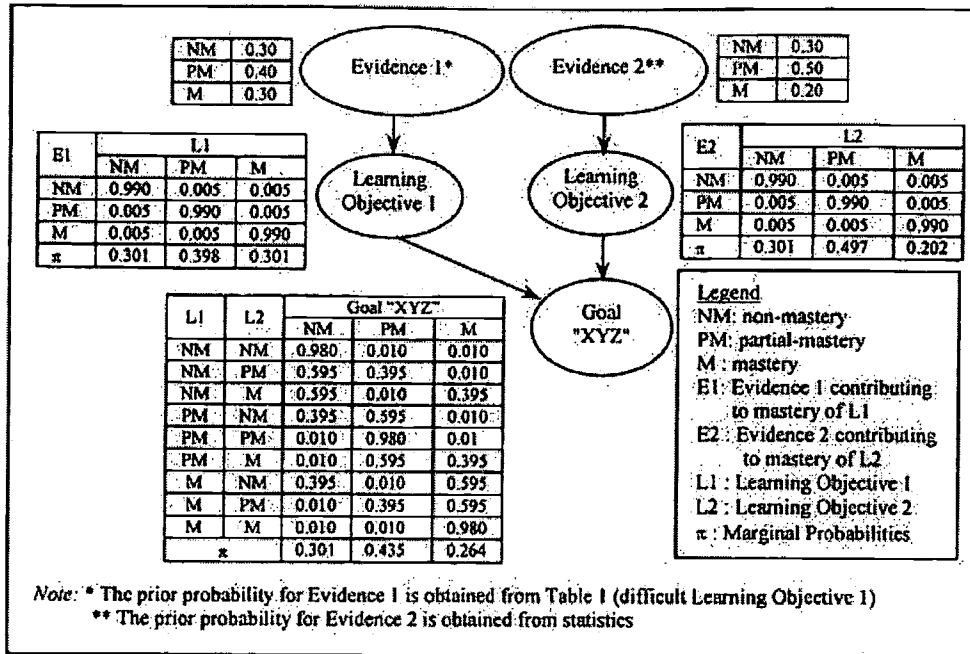 NM 0.30
PM 0.40
M 0.30
Evidence 1*
Evidence 2**
NM 0.30
PM 0.50
M 0.20
E1 L1
NM PM M
NM 0.990 0.005 0.005
PM 0.005 0.990 0.005
M 0.005 0.005 0.990
π 0.301 0.398 0.301
Learning
Objective 1
Learning
Objective 2
E2 L2
NM PM M
NM 0.990 0.005 0.005
PM 0.005 0.990 0.005
M 0.005 0.005 0.990
π 0.301 0.497 0.202
L1 L2 Goal "XYZ"
NM PM M
NM NM 0.980 0.010 0.010
NM PM 0.595 0.395 0.010
NM M 0.595 0.010 0.395
PM NM 0.395 0.595 0.010
PM PM 0.010 0.980 0.01
PM M 0.010 0.595 0.395
M NM 0.395 0.010 0.595
M PM 0.010 0.395 0.595
M M 0.010 0.010 0.980
π 0.301 0.435 0.264
Goal
"XYZ"
Legend
NM: non-mastery
PM: partial-mastery
M : mastery
E1: Evidence 1 contributing
to mastery of L1
E2 : Evidence 2 contributing
to mastery of L2
L1 : Learning Objective 1
L2 : Learning Objective 2
π : Marginal Probabilities
Note: * The prior probability for Evidence 1 is obtained from Table 1 (difficult Learning Objective 1)
** The prior probability for Evidence 2 is obtained from statistics